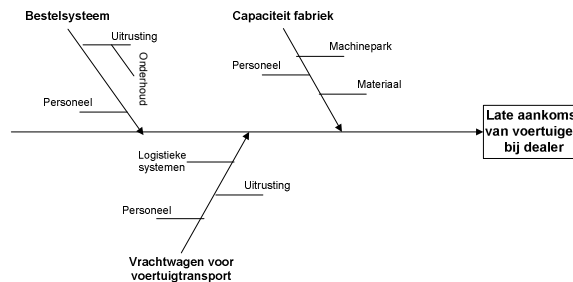 Bestelsysteem
Capaciteit fabriek
Uitrusting
Onderhoud
Machinepark
Personeel
Materiaal
Personeel
Late aankoms
van voertuige
bij dealer
Logistieke
systemen
Uitrusting
Personeel
Vrachtwagen voor
voertuigtransport